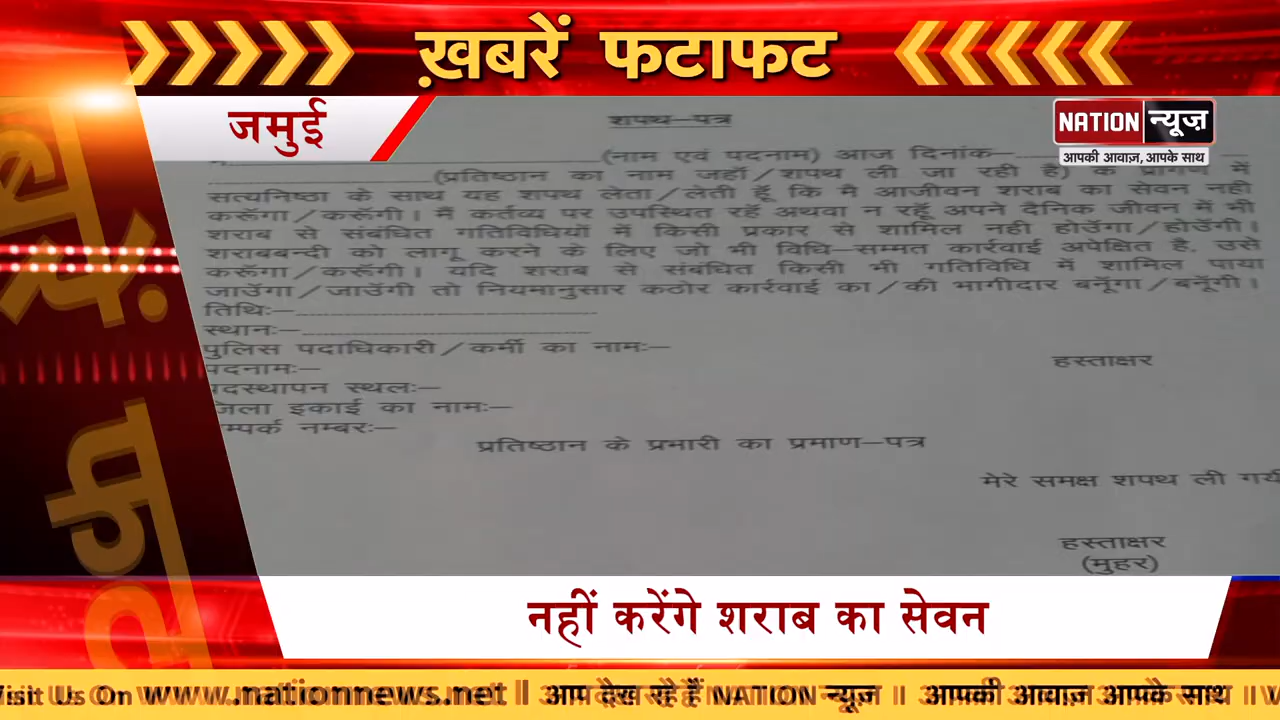 ख़बरें फटाफट
जमुई
NATION न्यूज़
आपकी आवाज़, आपके साथ
शपथ–पत्र
(नाम एवं पदनाम) आज दिनांक–
(प्रतिष्ठान का नाम जहाँ/शपथ ली जा रही है) के प्रांगण में
सत्यनिष्ठा के साथ यह शपथ लेता/लेती हूँ कि मै आजीवन शराब का सेवन नही
करूँगा/करूँगी। मैं कर्तव्य पर उपस्थित रहूँ अथवा न रहूँ अपने दैनिक जीवन में भी
शराब से संबंधित गतिविधियों में किसी प्रकार से शामिल नही होउँगा/होउँगी।
शराबबन्दी को लागू करने के लिए जो भी विधि–सम्मत कार्रवाई अपेक्षित है, उसे
करूँगा/करूँगी। यदि शराब से संबंधित किसी भी गतिविधि में शामिल पाया
जाउँगा/जाउँगी तो नियमानुसार कठोर कार्रवाई का/की भागीदार बनूँगा/बनूँगी।
तिथिः–
स्थानः–
पुलिस पदाधिकारी/कर्मी का नामः–
पदनामः–
हस्ताक्षर
पदस्थापन स्थलः–
जिला इकाई का नामः–
म्पर्क नम्बरः–
प्रतिष्ठान के प्रभारी का प्रमाण–पत्र
मेरे समक्ष शपथ ली गयी
हस्ताक्षर
(मुहर)
नहीं करेंगे शराब का सेवन
Visit Us On www.nationnews.net ॥ आप देख रहे हैं NATION न्यूज़ ॥ आपकी आवाज़ आपके साथ ॥ V